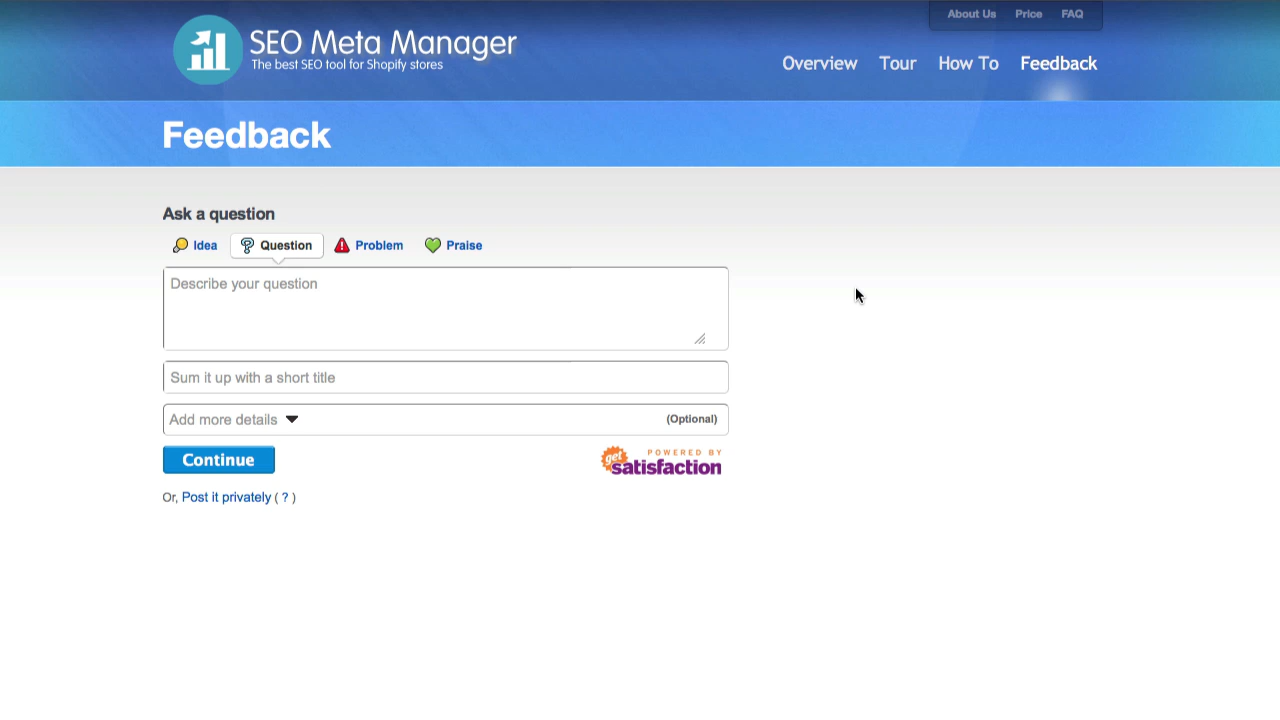 About Us Price FAQ
SEO Meta Manager
The best SEO tool for Shopify stores
Overview Tour How To Feedback
Feedback
Ask a question
Idea ? Question Problem Praise
Describe your question
Sum it up with a short title
Add more details (Optional)
Continue
POWERED BY
get satisfaction
Or, Post it privately ( ? )